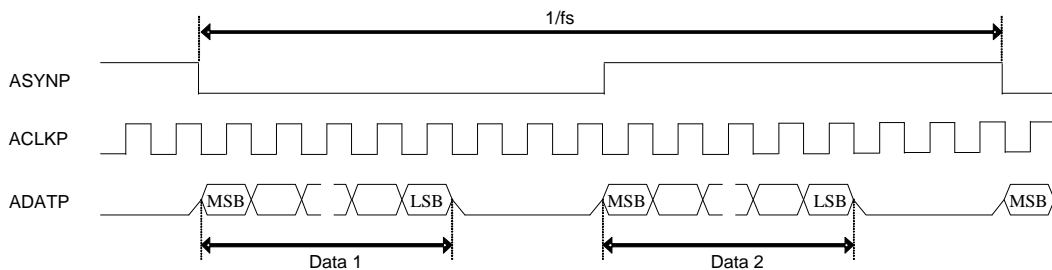 1/fs
ASYNP
ACLKP
ADATP
MSB LSB MSB LSB MSB
Data 1 Data 2